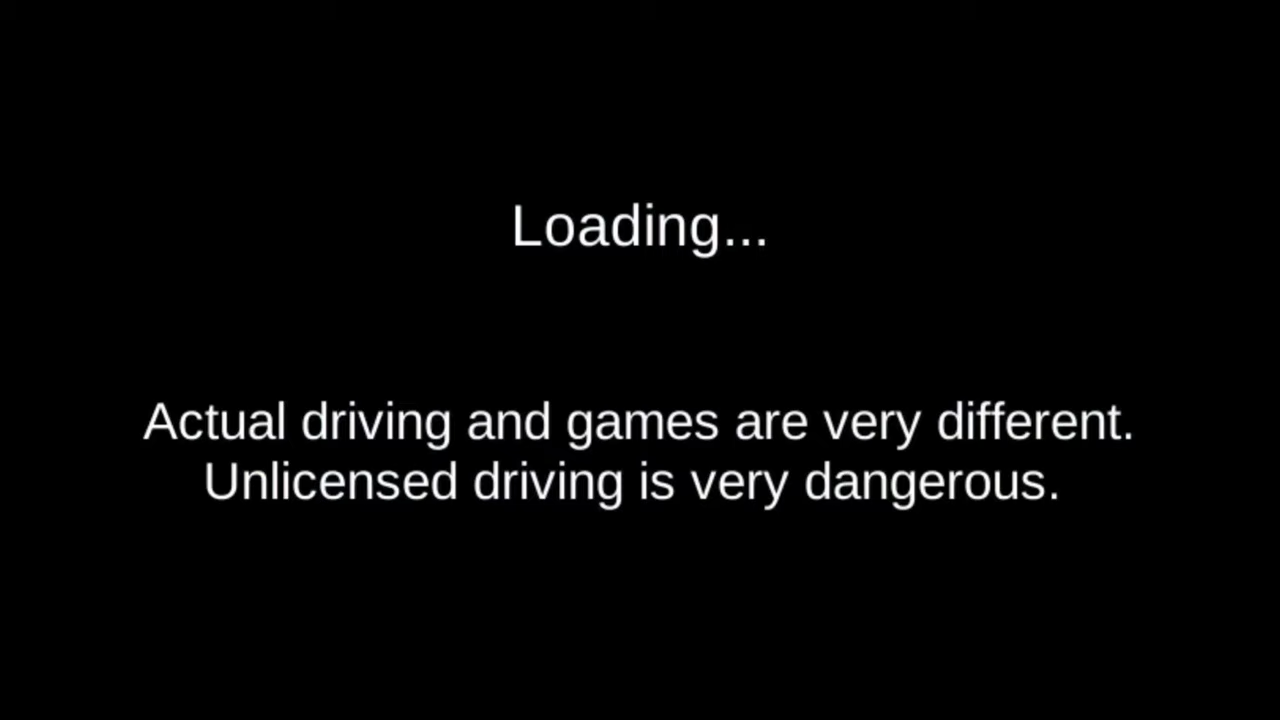 Loading...
Actual driving and games are very different.
Unlicensed driving is very dangerous.